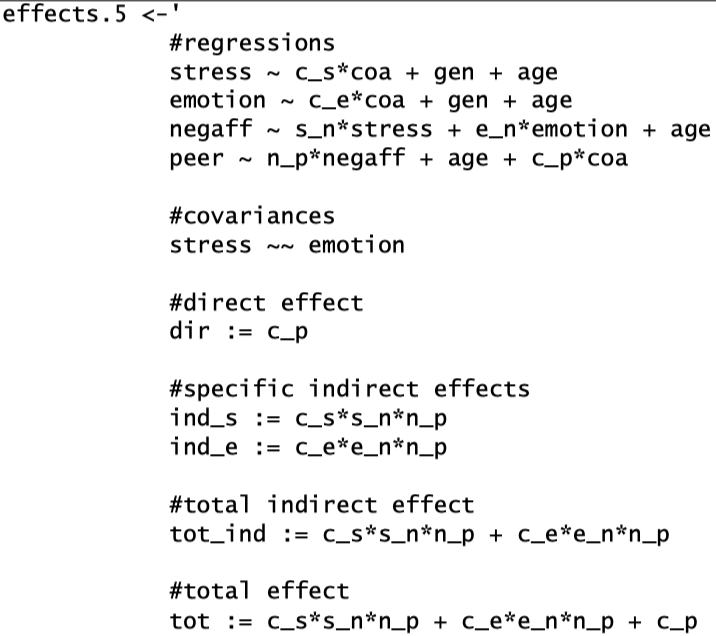 effects.5 <-'
#regressions
stress ~ c_s*coa + gen + age
emotion ~ c_e*coa + gen + age
negaff ~ s_n*stress + e_n*emotion + age
peer ~ n_p*negaff + age + c_p*coa
#covariances
stress ~~ emotion
#direct effect
dir := c_p
#specific indirect effects
ind_s := c_s*s_n*n_p
ind_e := c_e*e_n*n_p
#total indirect effect
tot_ind := c_s*s_n*n_p + c_e*e_n*n_p
#total effect
tot := c_s*s_n*n_p + c_e*e_n*n_p + c_p